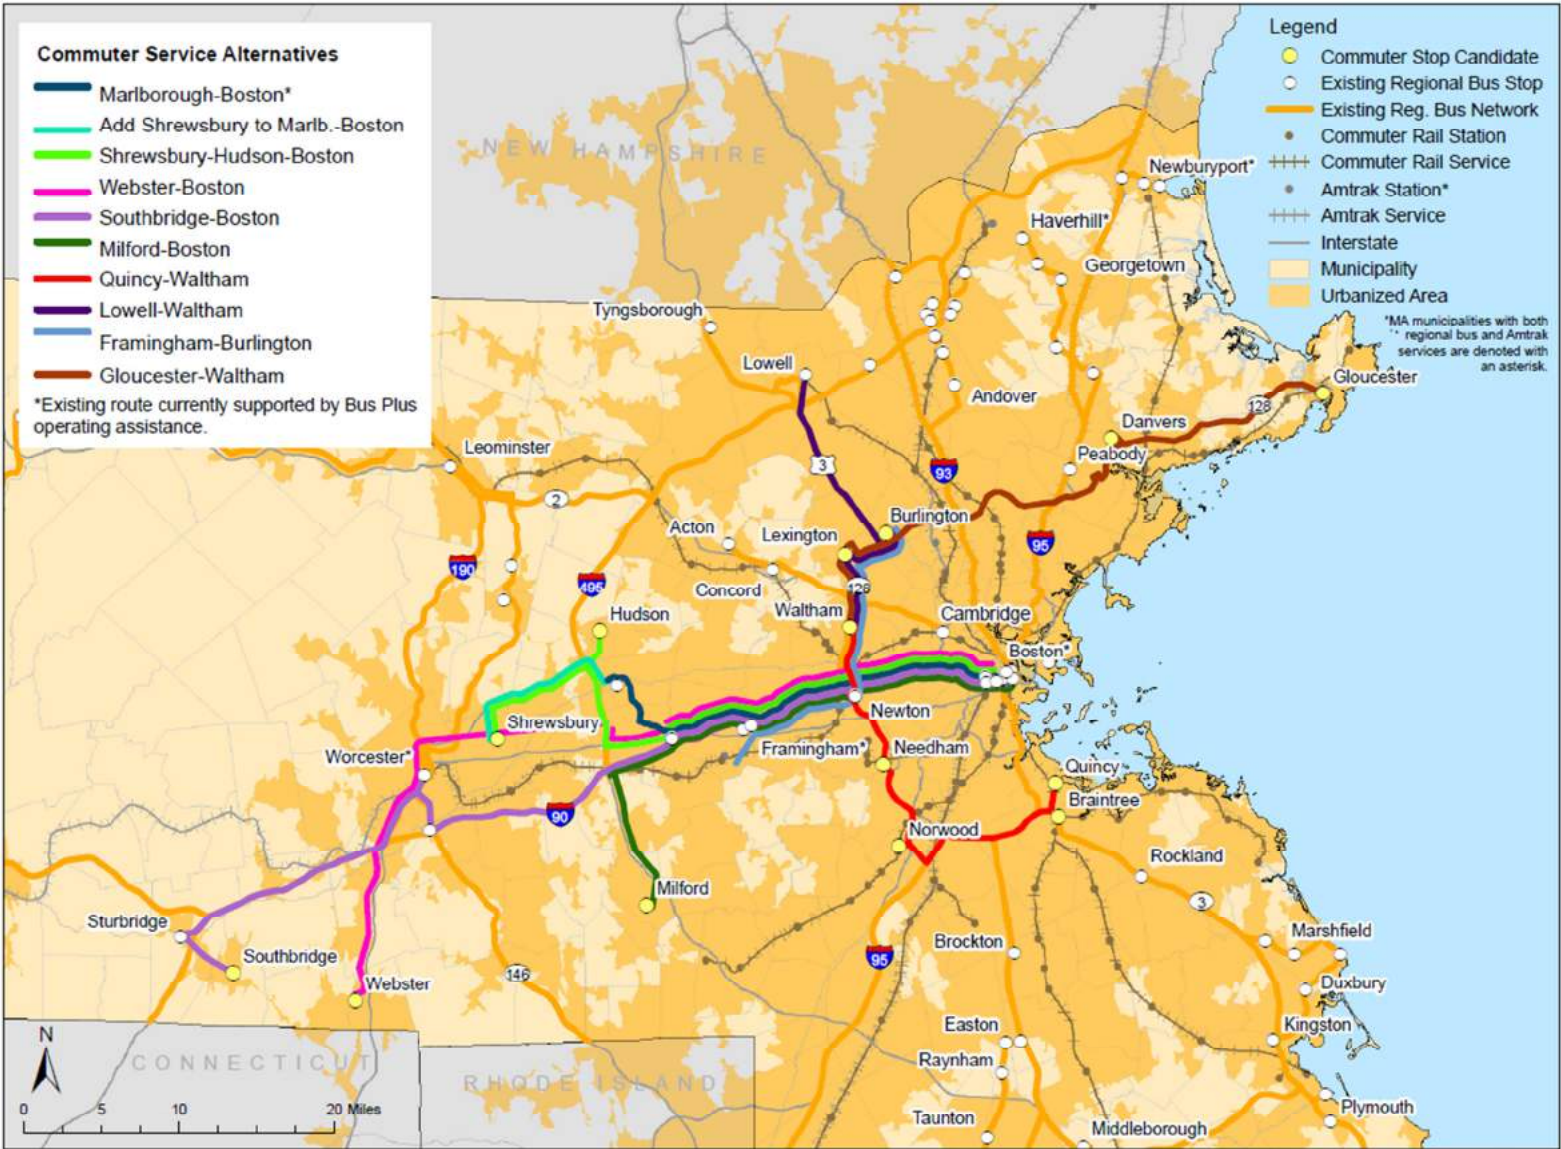 Commuter Service Alternatives
Marlborough-Boston*
Add Shrewsbury to Marlb.-Boston
Shrewsbury-Hudson-Boston
Webster-Boston
Southbridge-Boston
Milford-Boston
Quincy-Waltham
Lowell-Waltham
Framingham-Burlington
Gloucester-Waltham
*Existing route currently supported by Bus Plus
operating assistance.
Legend
Commuter Stop Candidate
Existing Regional Bus Stop
Existing Reg. Bus Network
Commuter Rail Station
Commuter Rail Service
Amtrak Station*
Amtrak Service
Interstate
Municipality
Urbanized Area
*MA municipalities with both
regional bus and Amtrak
services are denoted with
an asterisk.
NEW HAMPSHIRE
Newburyport*
Haverhill*
Georgetown
Tyngsborough
Lowell
Andover
Gloucester
128
Danvers
Peabody
Leominster
3
93
2
Burlington
Acton
Lexington
95
190
495
Concord
128
Hudson
Waltham
Cambridge
Boston*
Shrewsbury
Newton
Worcester*
Framingham*
Needham
Quincy
Braintree
90
Norwood
Rockland
Milford
3
Sturbridge
Southbridge
Brockton
Marshfield
95
146
Webster
Duxbury
Easton
Kingston
N
CONNECTICUT
RHODE ISLAND
Raynham
0 5 10 20 Miles
Taunton
Plymouth
Middleborough